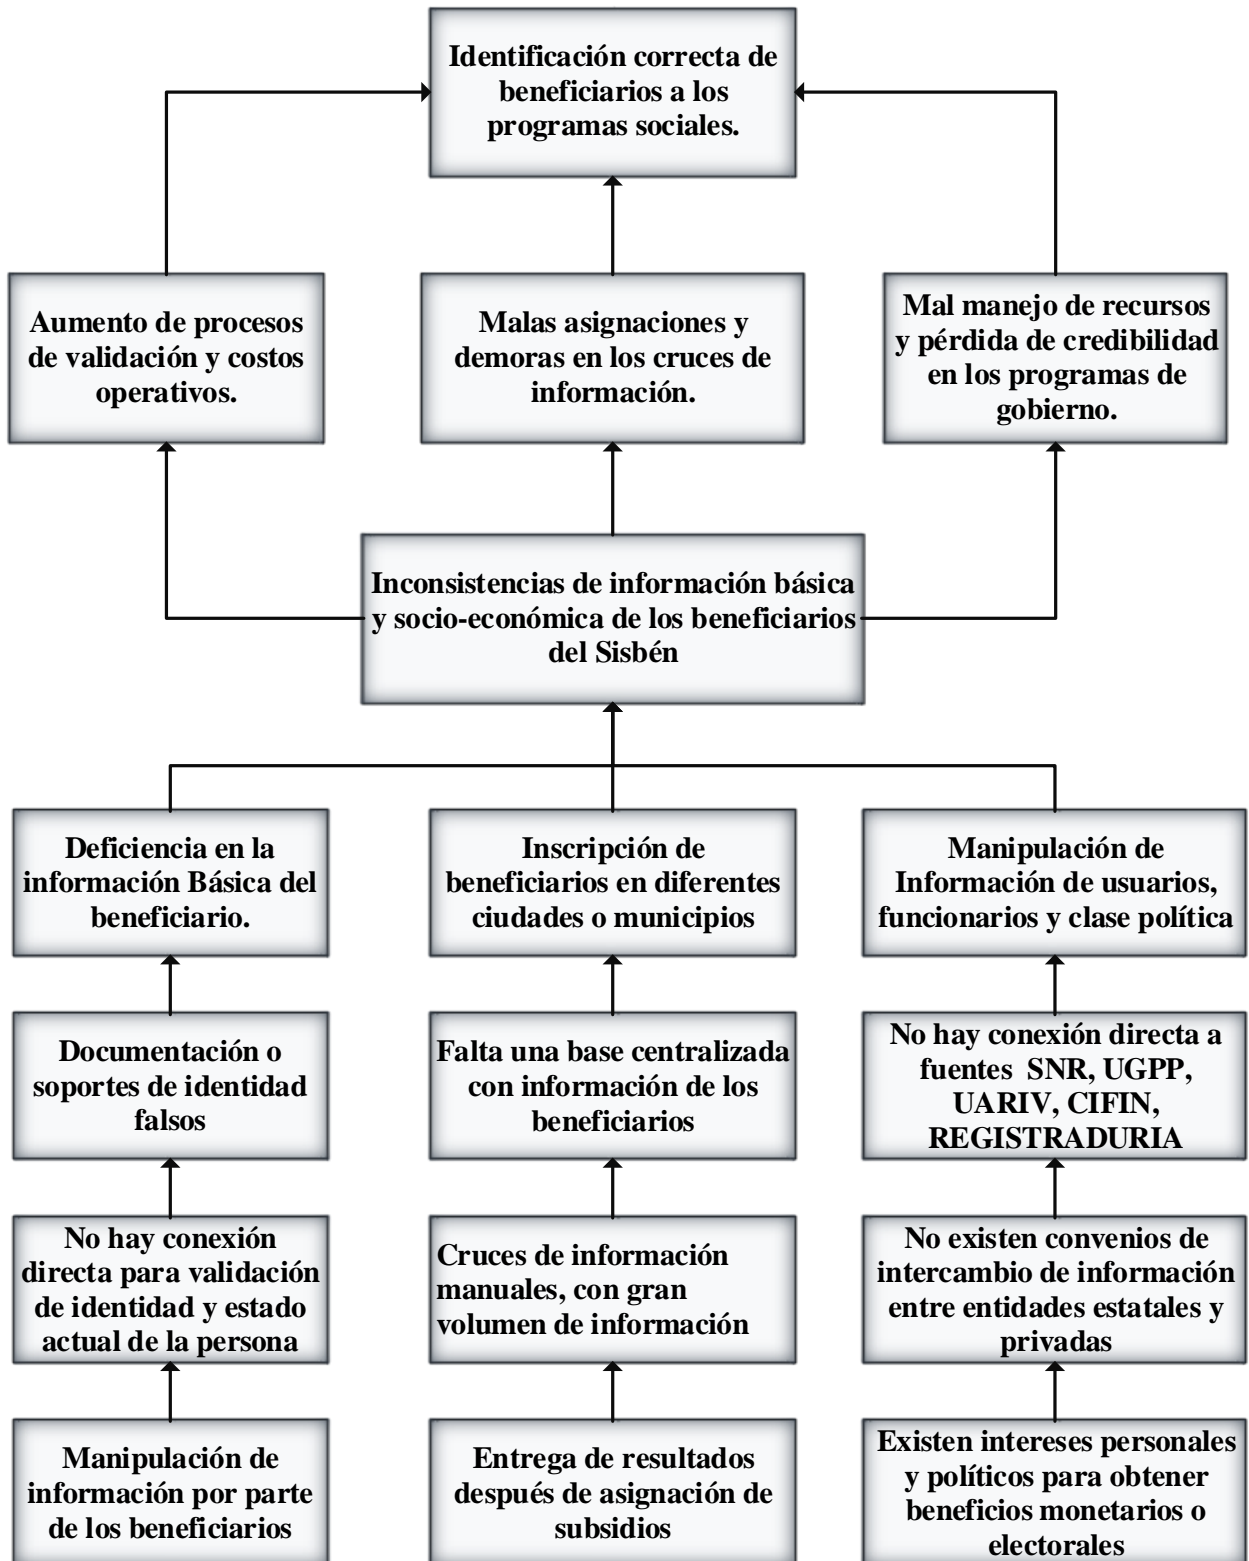 Identificación correcta de
beneficiarios a los
programas sociales.
Aumento de procesos
de validación y costos
operativos.
Malas asignaciones y
demoras en los cruces de
información.
Mal manejo de recursos
y pérdida de credibilidad
en los programas de
gobierno.
Inconsistencias de información básica
y socio-económica de los beneficiarios
del Sisbén
Deficiencia en la
información Básica del
beneficiario.
Inscripción de
beneficiarios en diferentes
ciudades o municipios
Manipulación de
Información de usuarios,
funcionarios y clase política
Documentación o
soportes de identidad
falsos
Falta una base centralizada
con información de los
beneficiarios
No hay conexión directa a
fuentes SNR, UGPP,
UARIV, CIFIN,
REGISTRADURIA
No hay conexión
directa para validación
de identidad y estado
actual de la persona
Cruces de información
manuales, con gran
volumen de información
No existen convenios de
intercambio de información
entre entidades estatales y
privadas
Manipulación de
información por parte
de los beneficiarios
Entrega de resultados
después de asignación de
subsidios
Existen intereses personales
y políticos para obtener
beneficios monetarios o
electorales